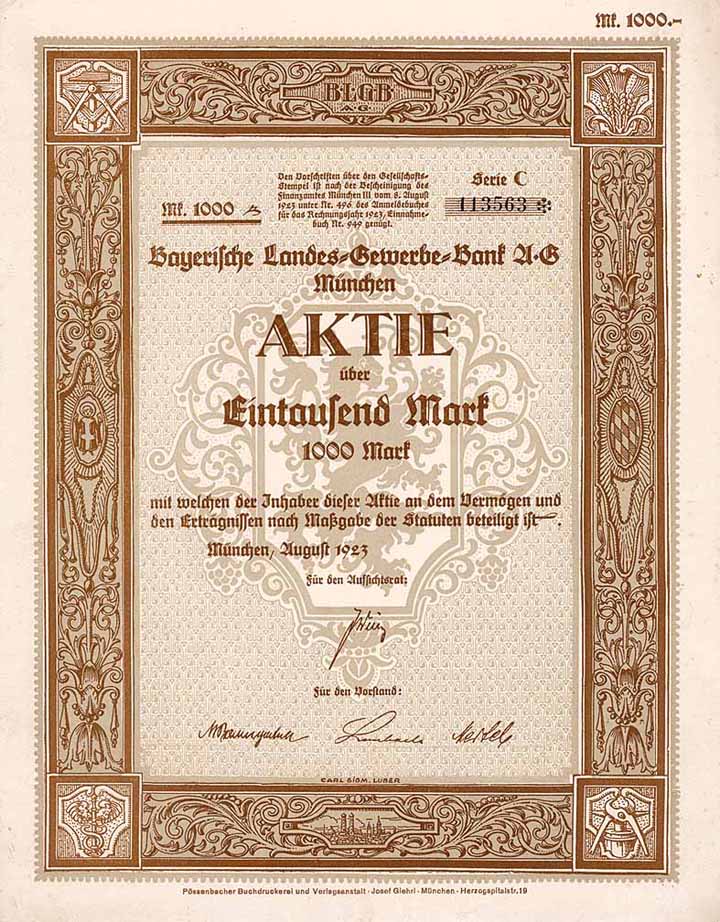 Mk. 1000.-
BLGB
A.G.
Den Vorschriften über den Gesellschafts-
Stempel ist nach der Bescheinigung des
Finanzamtes München III vom 8. August
1923 unter Nr. 496 des Anmeldebuches
für das Rechnungsjahr 1923/Einnahme-
buch Nr. 949 genügt.
Mk. 1000
Serie C
113563 ✻
Bayerische Landes-Gewerbe-Bank A.G
München
AKTIE
über
Eintausend Mark
1000 Mark
mit welchen der Inhaber dieser Aktie an dem Vermögen und
den Erträgnissen nach Maßgabe der Statuten beteiligt ist.
München, August 1923
Für den Aufsichtsrat:
Für den Vorstand:
CARL SIGM. LUBER
Pössenbacher Buchdruckerei und Verlagsanstalt · Josef Giehrl · München · Herzogspitalstr. 19